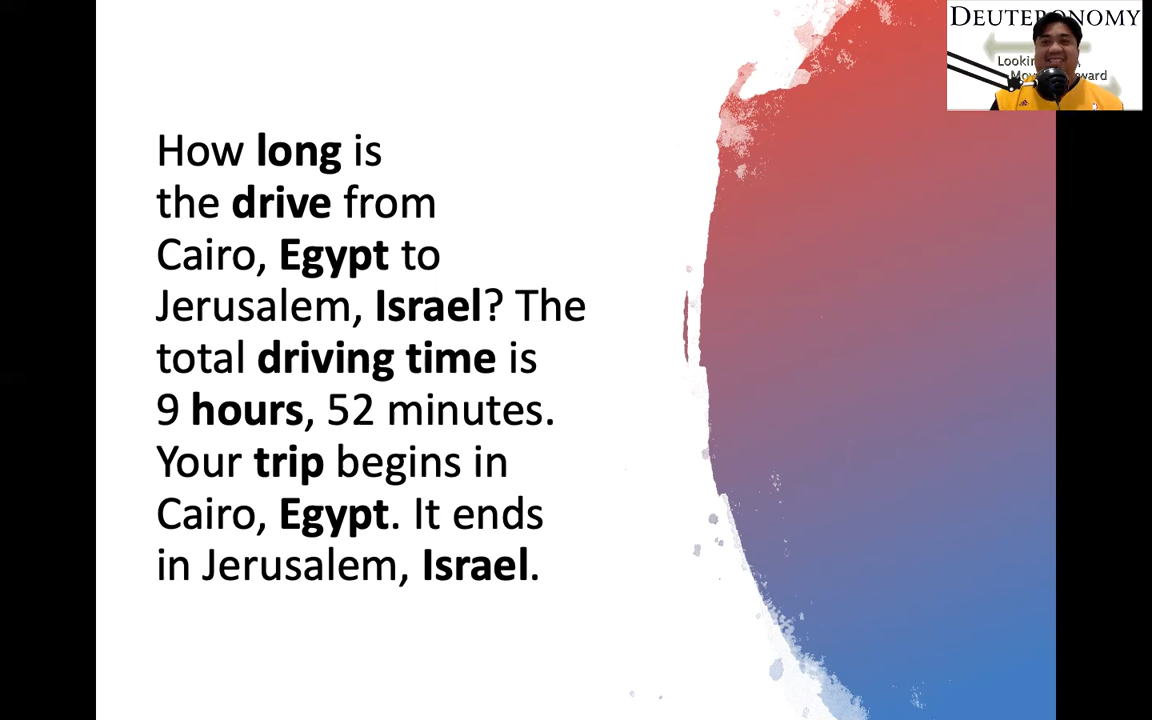 How long is
the drive from
Cairo, Egypt to
Jerusalem, Israel? The
total driving time is
9 hours, 52 minutes.
Your trip begins in
Cairo, Egypt. It ends
in Jerusalem, Israel.
DEUTERONOMY